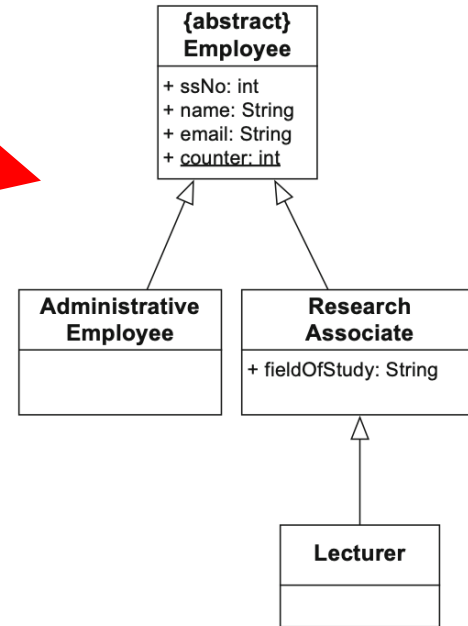 {abstract}
Employee
+ ssNo: int
+ name: String
+ email: String
+ counter: int
Administrative
Employee
Research
Associate
+ fieldOfStudy: String
Lecturer